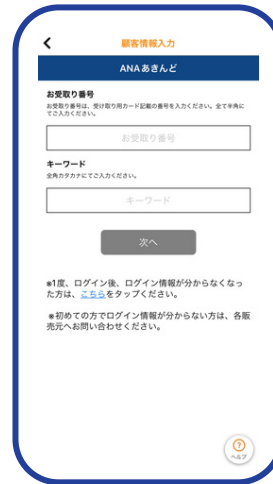 顧客情報入力
ANAあきんど
お受取り番号
お受取り番号は、受け取り用カード記載の番号を入力ください。全て半角に
てご入力ください。
お受取り番号
キーワード
全角カタカナにてご入力ください。
キーワード
次へ
※1度、ログイン後、ログイン情報が分からなくなっ
た方は、こちらをタップください。
※初めての方でログイン情報が分からない方は、各販
売元へお問い合わせください。
?
ヘルプ